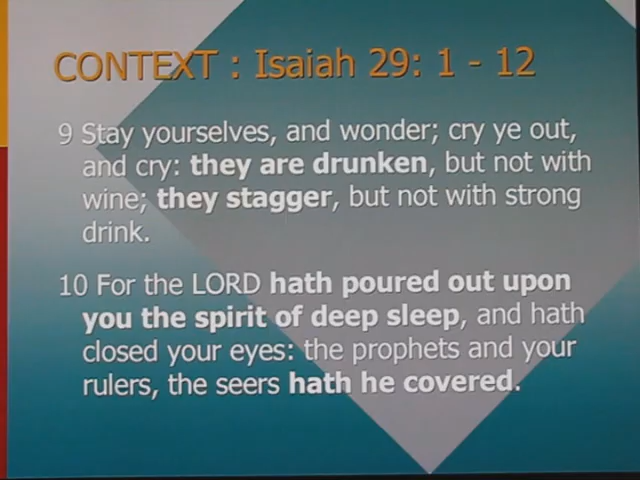 CONTEXT : Isaiah 29: 1 - 12
9 Stay yourselves, and wonder; cry ye out,
and cry: they are drunken, but not with
wine; they stagger, but not with strong
drink.
10 For the LORD hath poured out upon
you the spirit of deep sleep, and hath
closed your eyes: the prophets and your
rulers, the seers hath he covered.